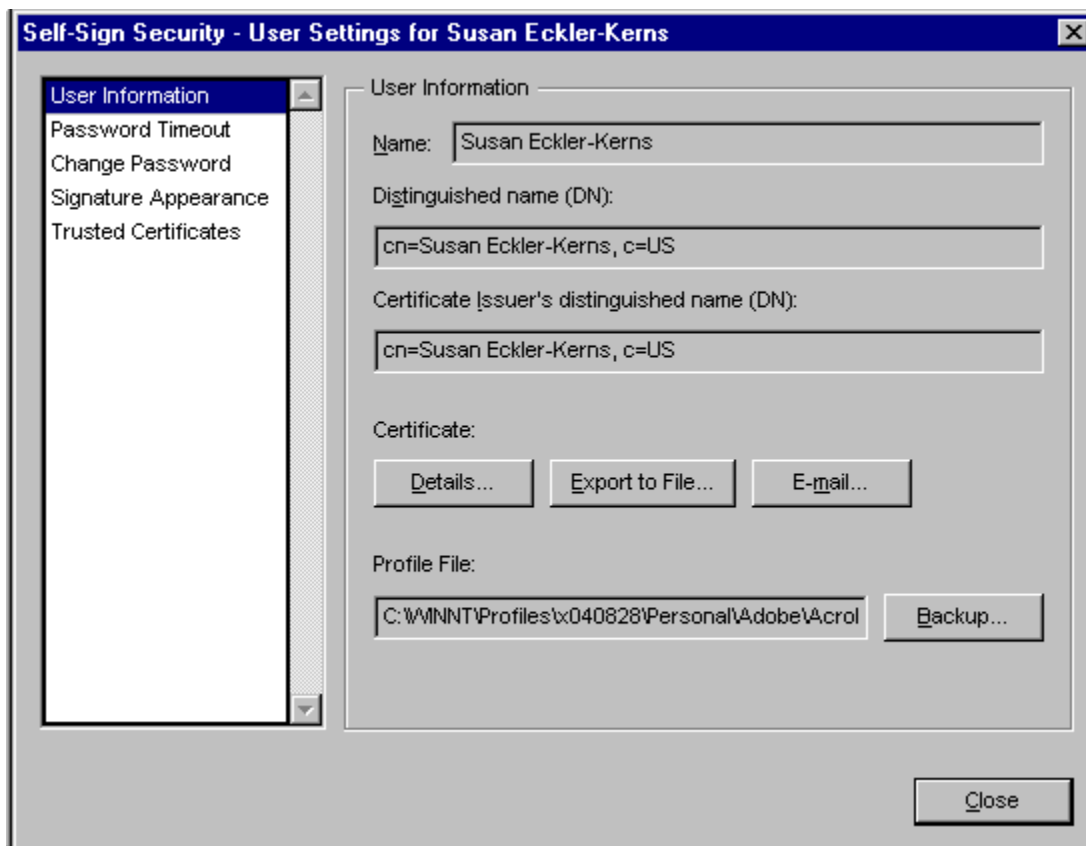 Self-Sign Security - User Settings for Susan Eckler-Kerns
User Information
Password Timeout
Change Password
Signature Appearance
Trusted Certificates
User Information
Name: Susan Eckler-Kerns
Distinguished name (DN):
cn=Susan Eckler-Kerns, c=US
Certificate Issuer's distinguished name (DN):
cn=Susan Eckler-Kerns, c=US
Certificate:
Details... Export to File... E-mail...
Profile File:
C:\WINNT\Profiles\x040828\Personal\Adobe\Acrol Backup...
Close